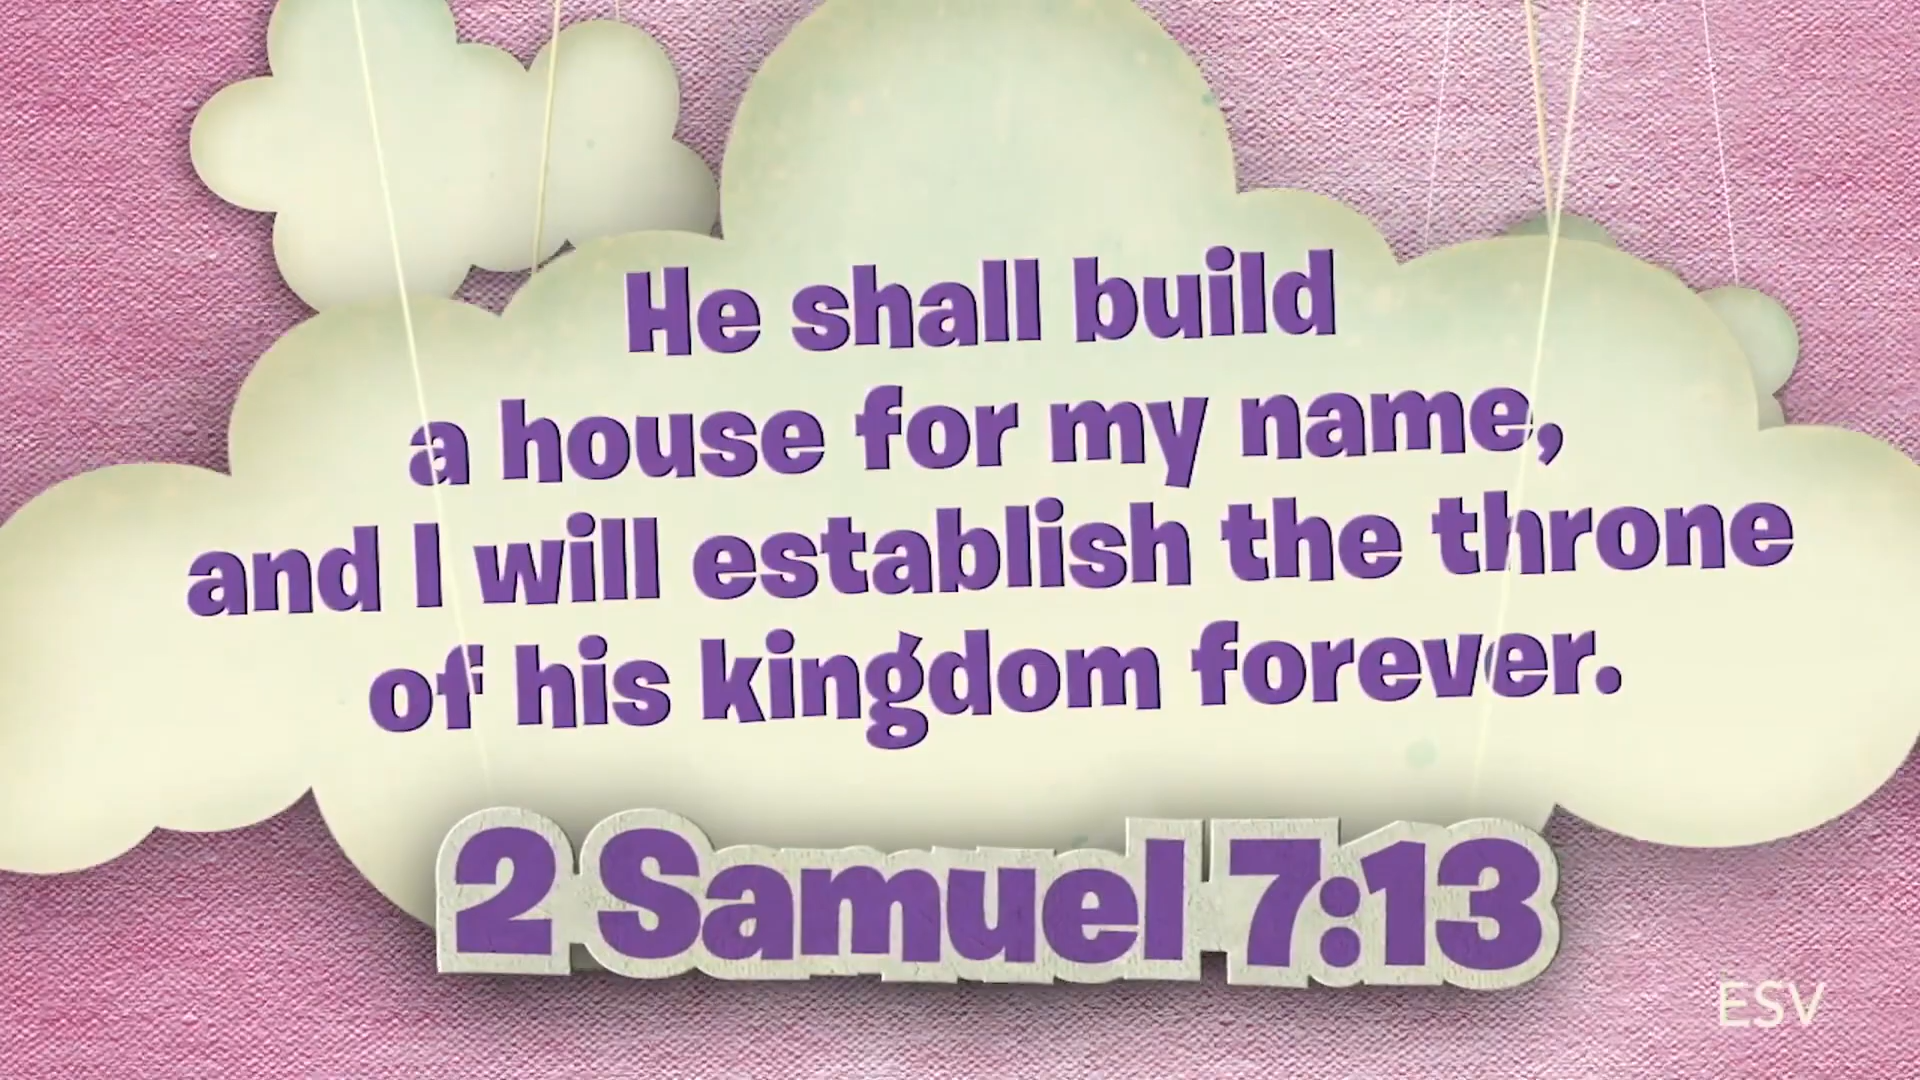 He shall build
a house for my name,
and I will establish the throne
of his kingdom forever.
2 Samuel 7:13
ESV